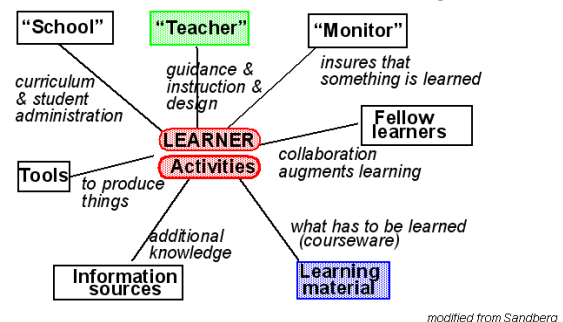 “School”
“Teacher”
“Monitor”
curriculum
& student
administration
guidance &
instruction &
design
insures that
something is learned
Fellow
learners
LEARNER
Activities
collaboration
augments learning
Tools
to produce
things
additional
knowledge
what has to be learned
(courseware)
Information
sources
Learning
material
modified from Sandberg